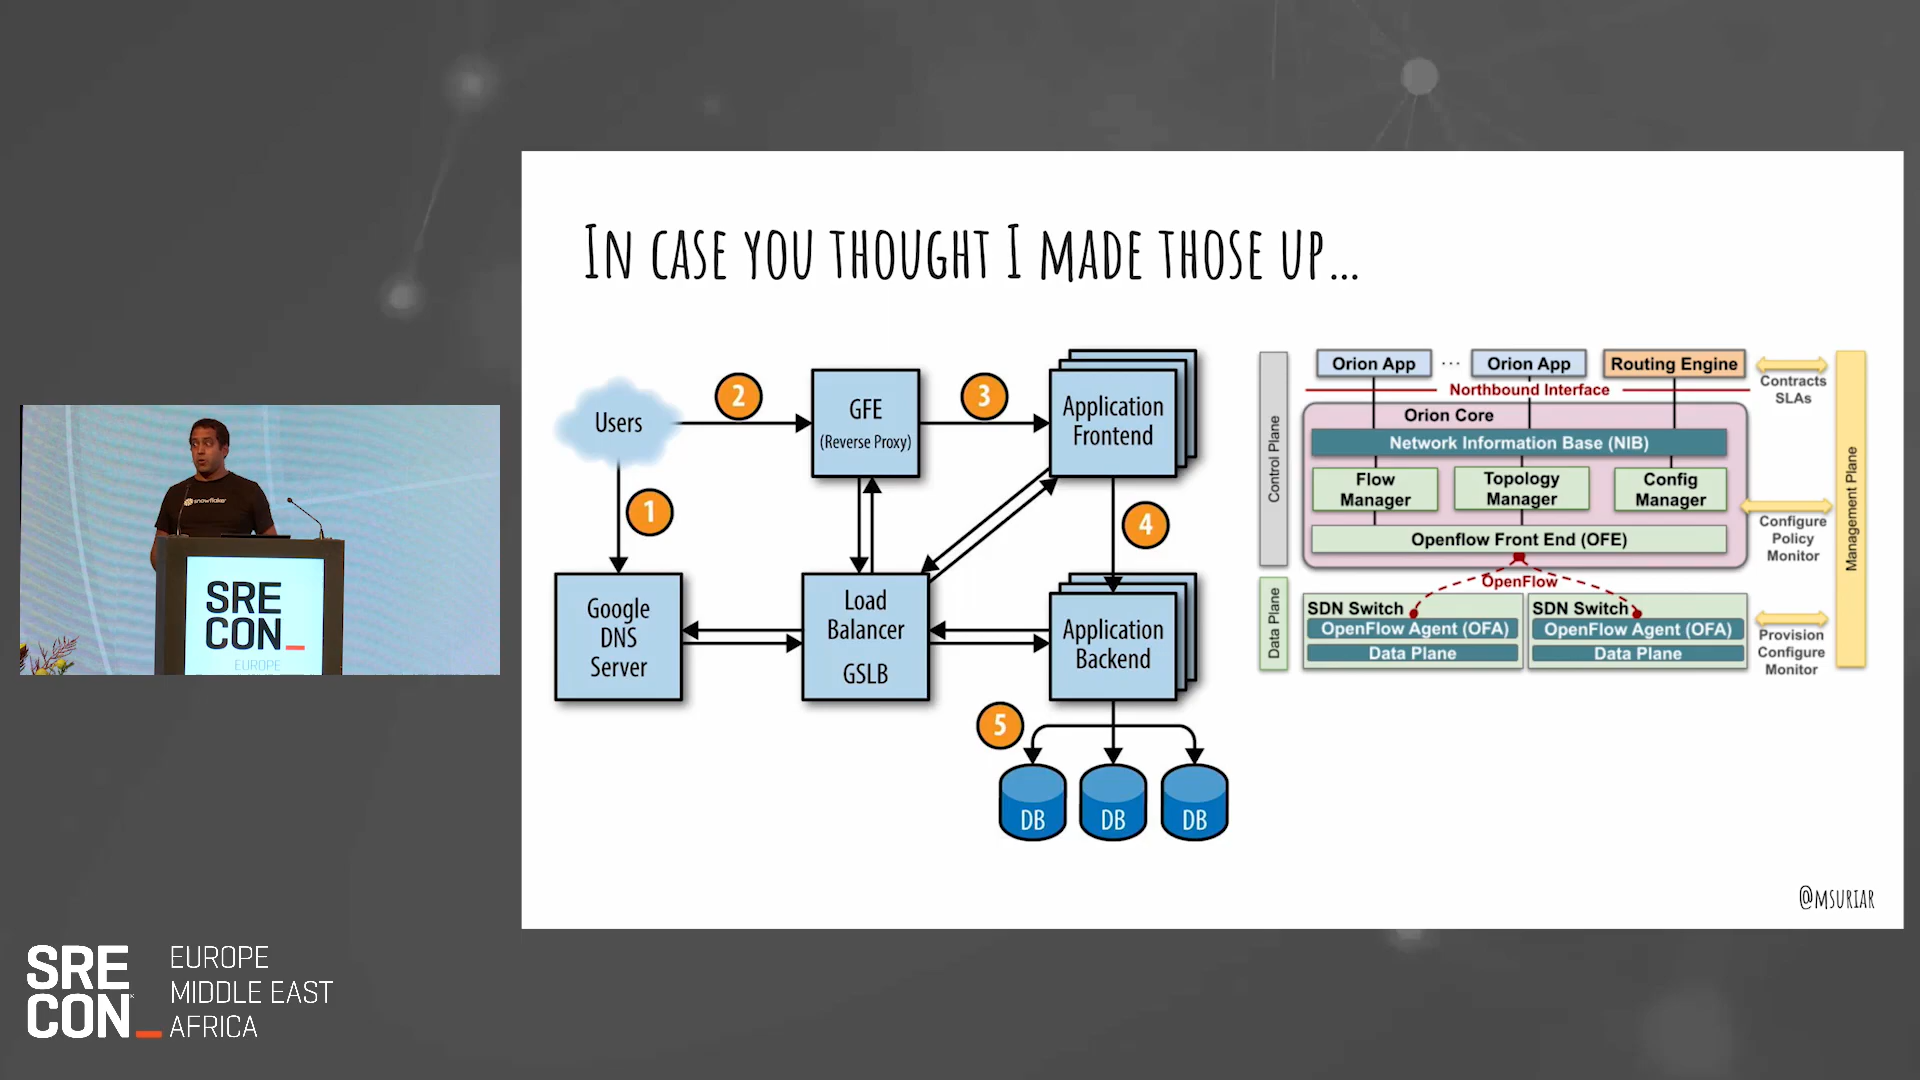 In case you thought I made those up...
Users
1
2
GFE
(Reverse Proxy)
3
Application
Frontend
4
Google
DNS
Server
Load
Balancer
GSLB
Application
Backend
5
DB
DB
DB
Control Plane
Data Plane
Orion App
...
Orion App
Routing Engine
Northbound Interface
Orion Core
Network Information Base (NIB)
Flow
Manager
Topology
Manager
Config
Manager
Openflow Front End (OFE)
OpenFlow
SDN Switch
OpenFlow Agent (OFA)
Data Plane
SDN Switch
OpenFlow Agent (OFA)
Data Plane
Contracts
SLAs
Configure
Policy
Monitor
Provision
Configure
Monitor
Management Plane
@msuriar
snowflake
SRE
CON_
EUROPE
SRE
CON_
EUROPE
MIDDLE EAST
AFRICA